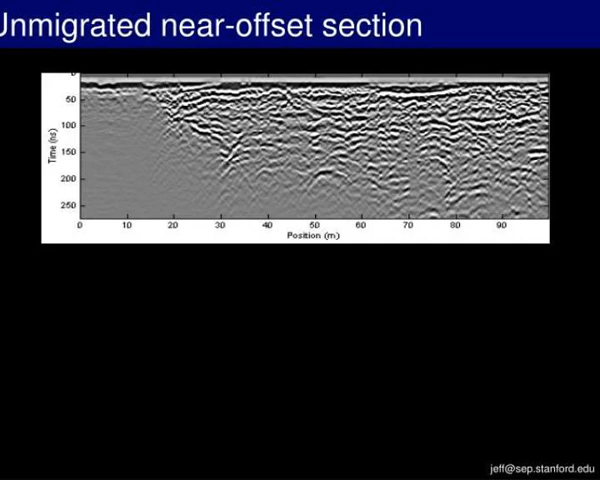 Unmigrated near-offset section
0
50
100
150
200
250
Time (ns)
0 10 20 30 40 50 60 70 80 90
Position (m)
jeff@sep.stanford.edu